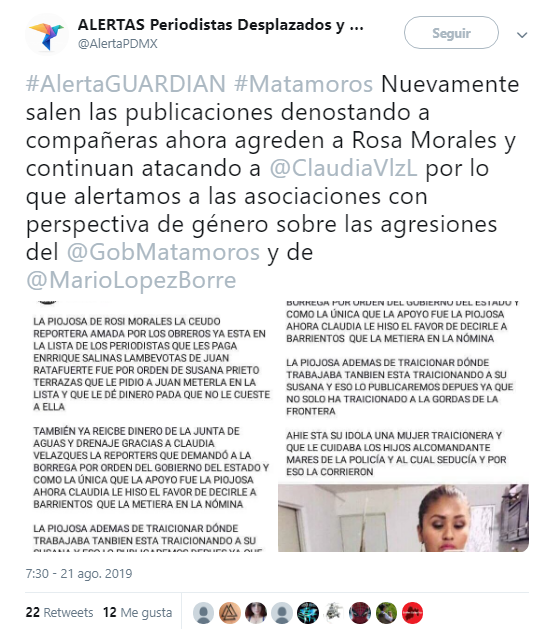 ALERTAS Periodistas Desplazados y ...
@AlertaPDMX
Seguir
#AlertaGUARDIAN #Matamoros Nuevamente
salen las publicaciones denostando a
compañeras ahora agreden a Rosa Morales y
continuan atacando a @ClaudiaVlzL por lo
que alertamos a las asociaciones con
perspectiva de género sobre las agresiones
del @GobMatamoros y de
@MarioLopezBorre
LA PIOJOSA DE ROSI MORALES LA CEUDO
REPORTERA AMADA POR LOS OBREROS YA ESTA EN
LA LISTA DE LOS PERIODISTAS QUE LES PAGA
ENRRIQUE SALINAS LAMBEVOTAS DE JUAN
RATAFUERTE FUE POR ORDEN DE SUSANA PRIETO
TERRAZAS QUE LE PIDIO A JUAN METERLA EN LA
LISTA Y QUE LE DÉ DINERO PADA QUE NO LE CUESTE
A ELLA
TAMBIÉN YA REICBE DINERO DE LA JUNTA DE
AGUAS Y DRENAJE GRACIAS A CLAUDIA
VELAZQUES LA REPORTERS QUE DEMANDÓ A LA
BORREGA POR ORDEN DEL GOBIERNO DEL ESTADO Y
COMO LA ÚNICA QUE LA APOYO FUE LA PIOJOSA
AHORA CLAUDIA LE HISO EL FAVOR DE DECIRLE A
BARRIENTOS QUE LA METIERA EN LA NÓMINA
LA PIOJOSA ADEMAS DE TRAICIONAR DÓNDE
TRABAJABA TANBIEN ESTA TRAICIONANDO A SU
SUSANA Y ESO LO PUBLICAREMOS DEPUES YA QUE
BORREGA POR ORDEN DEL GOBIERNO DEL ESTADO Y
COMO LA ÚNICA QUE LA APOYO FUE LA PIOJOSA
AHORA CLAUDIA LE HISO EL FAVOR DE DECIRLE A
BARRIENTOS QUE LA METIERA EN LA NÓMINA
LA PIOJOSA ADEMAS DE TRAICIONAR DÓNDE
TRABAJABA TANBIEN ESTA TRAICIONANDO A SU
SUSANA Y ESO LO PUBLICAREMOS DEPUES YA QUE
NO SOLO HA TRAICIONADO A LA GORDAS DE LA
FRONTERA
AHIE STA SU IDOLA UNA MUJER TRAICIONERA Y
QUE LE CUIDABA LOS HIJOS ALCOMANDANTE
MARES DE LA POLICÍA Y AL CUAL SEDUCÍA Y POR
ESO LA CORRIERON
7:30 - 21 ago. 2019
22 Retweets 12 Me gusta